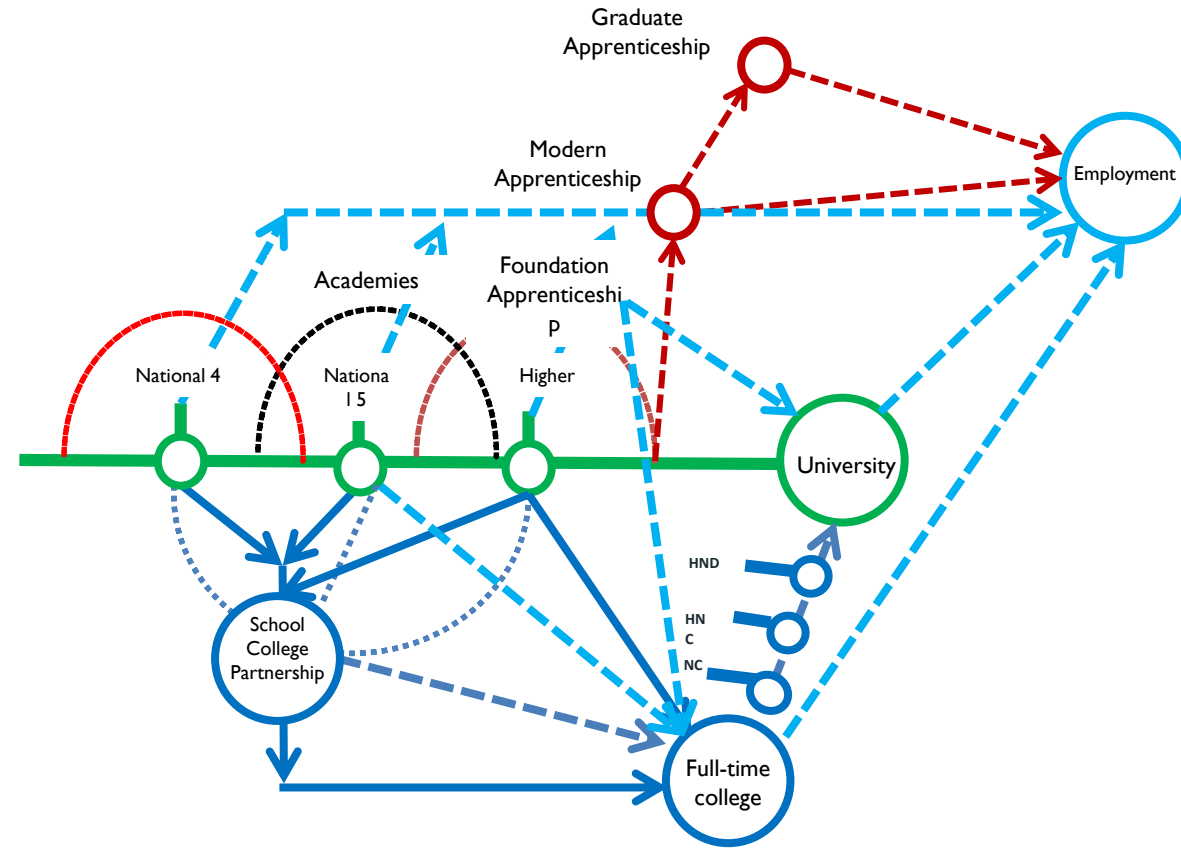 Graduate
Apprenticeship
Modern
Apprenticeship
Employment
Foundation
Apprenticeshi
p
Academies
National 4
Nationa
l 5
Higher
University
HND
HN
C
NC
School
College
Partnership
Full-time
college